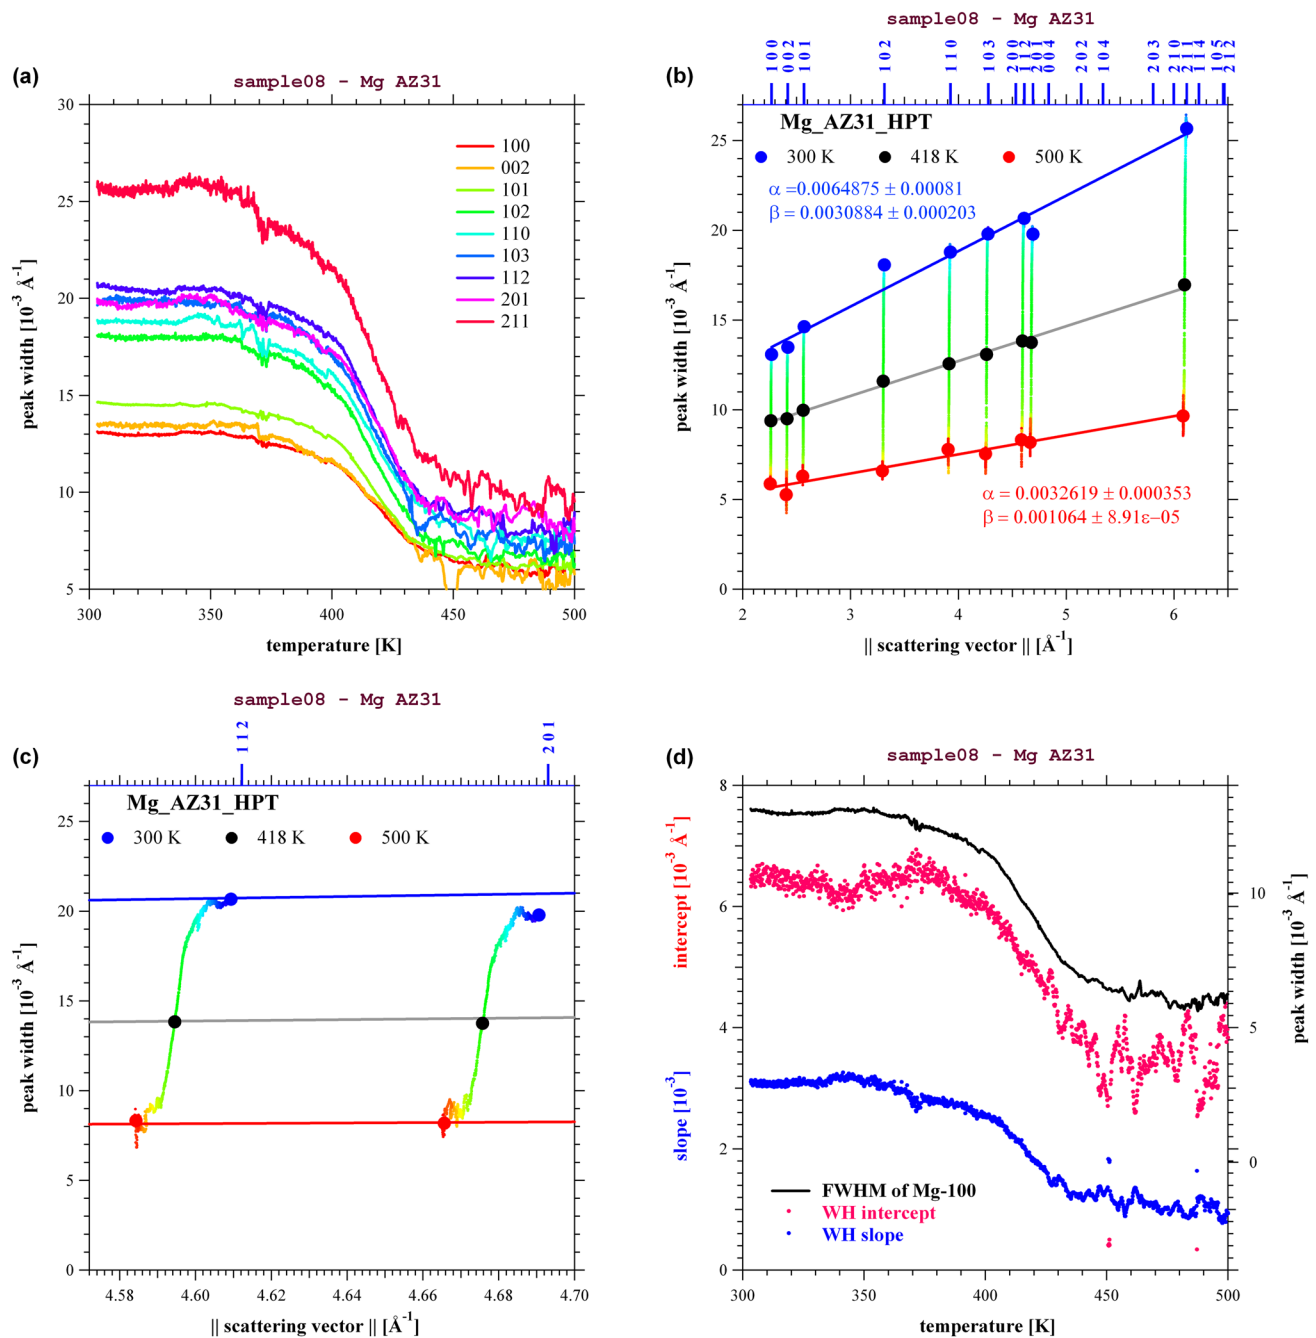 (a)
sample08 - Mg AZ31
30
25
20
15
10
5
peak width [10⁻³ Å⁻¹]
100
002
101
102
110
103
112
201
211
300
350
400
450
500
temperature [K]
(b)
sample08 - Mg AZ31
1 0 0
0 0 2
1 0 1
1 0 2
1 1 0
1 0 3
2 0 0
1 1 2
2 0 1
0 0 4
2 0 2
1 0 4
2 0 3
2 1 0
2 1 1
1 1 4
1 0 5
2 1 2
Mg_AZ31_HPT
300 K
418 K
500 K
α =0.0064875 ± 0.00081
β = 0.0030884 ± 0.000203
25
20
15
10
5
0
peak width [10⁻³ Å⁻¹]
α = 0.0032619 ± 0.000353
β = 0.001064 ± 8.91ε−05
2
3
4
5
6
|| scattering vector || [Å⁻¹]
(c)
sample08 - Mg AZ31
1 1 2
2 0 1
Mg_AZ31_HPT
300 K
418 K
500 K
25
20
15
10
5
0
peak width [10⁻³ Å⁻¹]
4.58
4.60
4.62
4.64
4.66
4.68
4.70
|| scattering vector || [Å⁻¹]
(d)
sample08 - Mg AZ31
8
6
4
2
0
intercept [10⁻³ Å⁻¹]
slope [10⁻³]
10
5
0
peak width [10⁻³ Å⁻¹]
FWHM of Mg-100
WH intercept
WH slope
300
350
400
450
500
temperature [K]